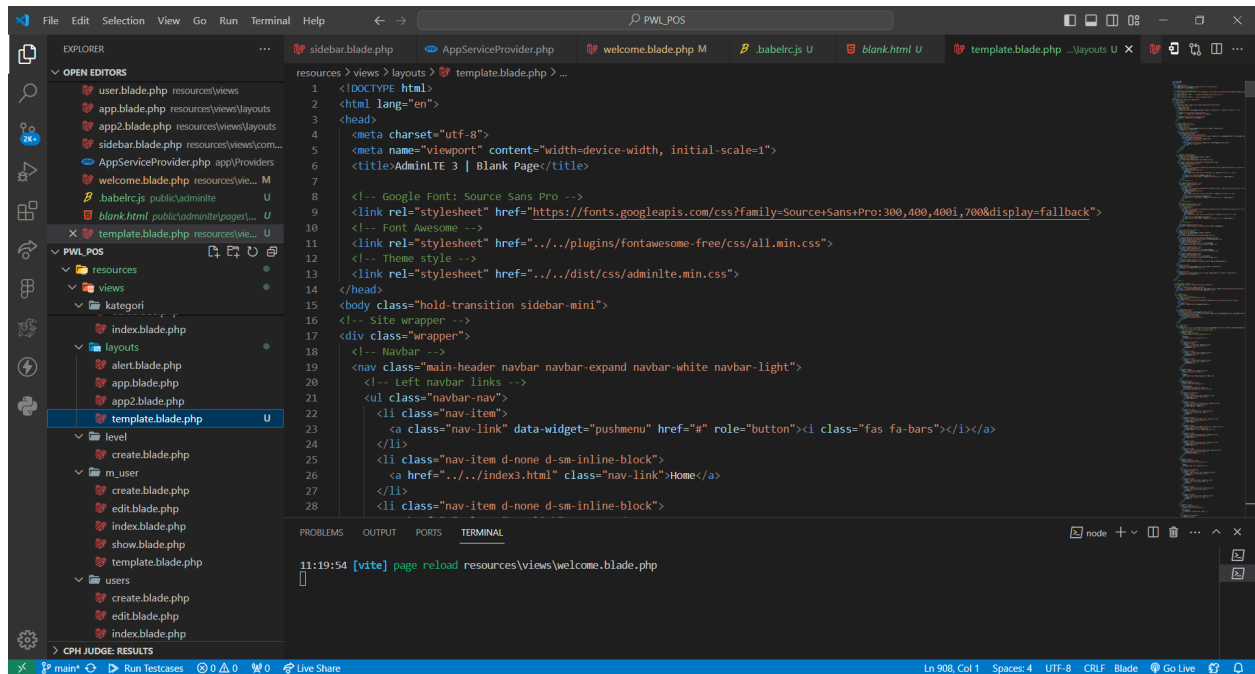 File Edit Selection View Go Run Terminal Help
PWL_POS
EXPLORER
OPEN EDITORS
user.blade.php resources\views
app.blade.php resources\views\layouts
app2.blade.php resources\views\layouts
sidebar.blade.php resources\views\com...
AppServiceProvider.php app\Providers
welcome.blade.php resources\vie... M
.babelrc.js public\adminlte U
blank.html public\adminlte\pages\... U
template.blade.php resources\vie... U
PWL_POS
resources
views
kategori
index.blade.php
layouts
alert.blade.php
app.blade.php
app2.blade.php
template.blade.php U
level
create.blade.php
m_user
create.blade.php
edit.blade.php
index.blade.php
show.blade.php
template.blade.php
users
create.blade.php
edit.blade.php
index.blade.php
CPH JUDGE: RESULTS
2K+
sidebar.blade.php AppServiceProvider.php welcome.blade.php M .babelrc.js U blank.html U template.blade.php ...\layouts U
resources > views > layouts > template.blade.php > ...
1 <!DOCTYPE html>
2 <html lang="en">
3 <head>
4 <meta charset="utf-8">
5 <meta name="viewport" content="width=device-width, initial-scale=1">
6 <title>AdminLTE 3 | Blank Page</title>
7
8 <!-- Google Font: Source Sans Pro -->
9 <link rel="stylesheet" href="https://fonts.googleapis.com/css?family=Source+Sans+Pro:300,400,400i,700&display=fallback">
10 <!-- Font Awesome -->
11 <link rel="stylesheet" href="../../plugins/fontawesome-free/css/all.min.css">
12 <!-- Theme style -->
13 <link rel="stylesheet" href="../../dist/css/adminlte.min.css">
14 </head>
15 <body class="hold-transition sidebar-mini">
16 <!-- Site wrapper -->
17 <div class="wrapper">
18 <!-- Navbar -->
19 <nav class="main-header navbar navbar-expand navbar-white navbar-light">
20 <!-- Left navbar links -->
21 <ul class="navbar-nav">
22 <li class="nav-item">
23 <a class="nav-link" data-widget="pushmenu" href="#" role="button"><i class="fas fa-bars"></i></a>
24 </li>
25 <li class="nav-item d-none d-sm-inline-block">
26 <a href="../../index3.html" class="nav-link">Home</a>
27 </li>
28 <li class="nav-item d-none d-sm-inline-block">
PROBLEMS OUTPUT PORTS TERMINAL
node
11:19:54 [vite] page reload resources\views\welcome.blade.php
main* Run Testcases 0 0 0 Live Share
Ln 908, Col 1 Spaces: 4 UTF-8 CRLF Blade Go Live